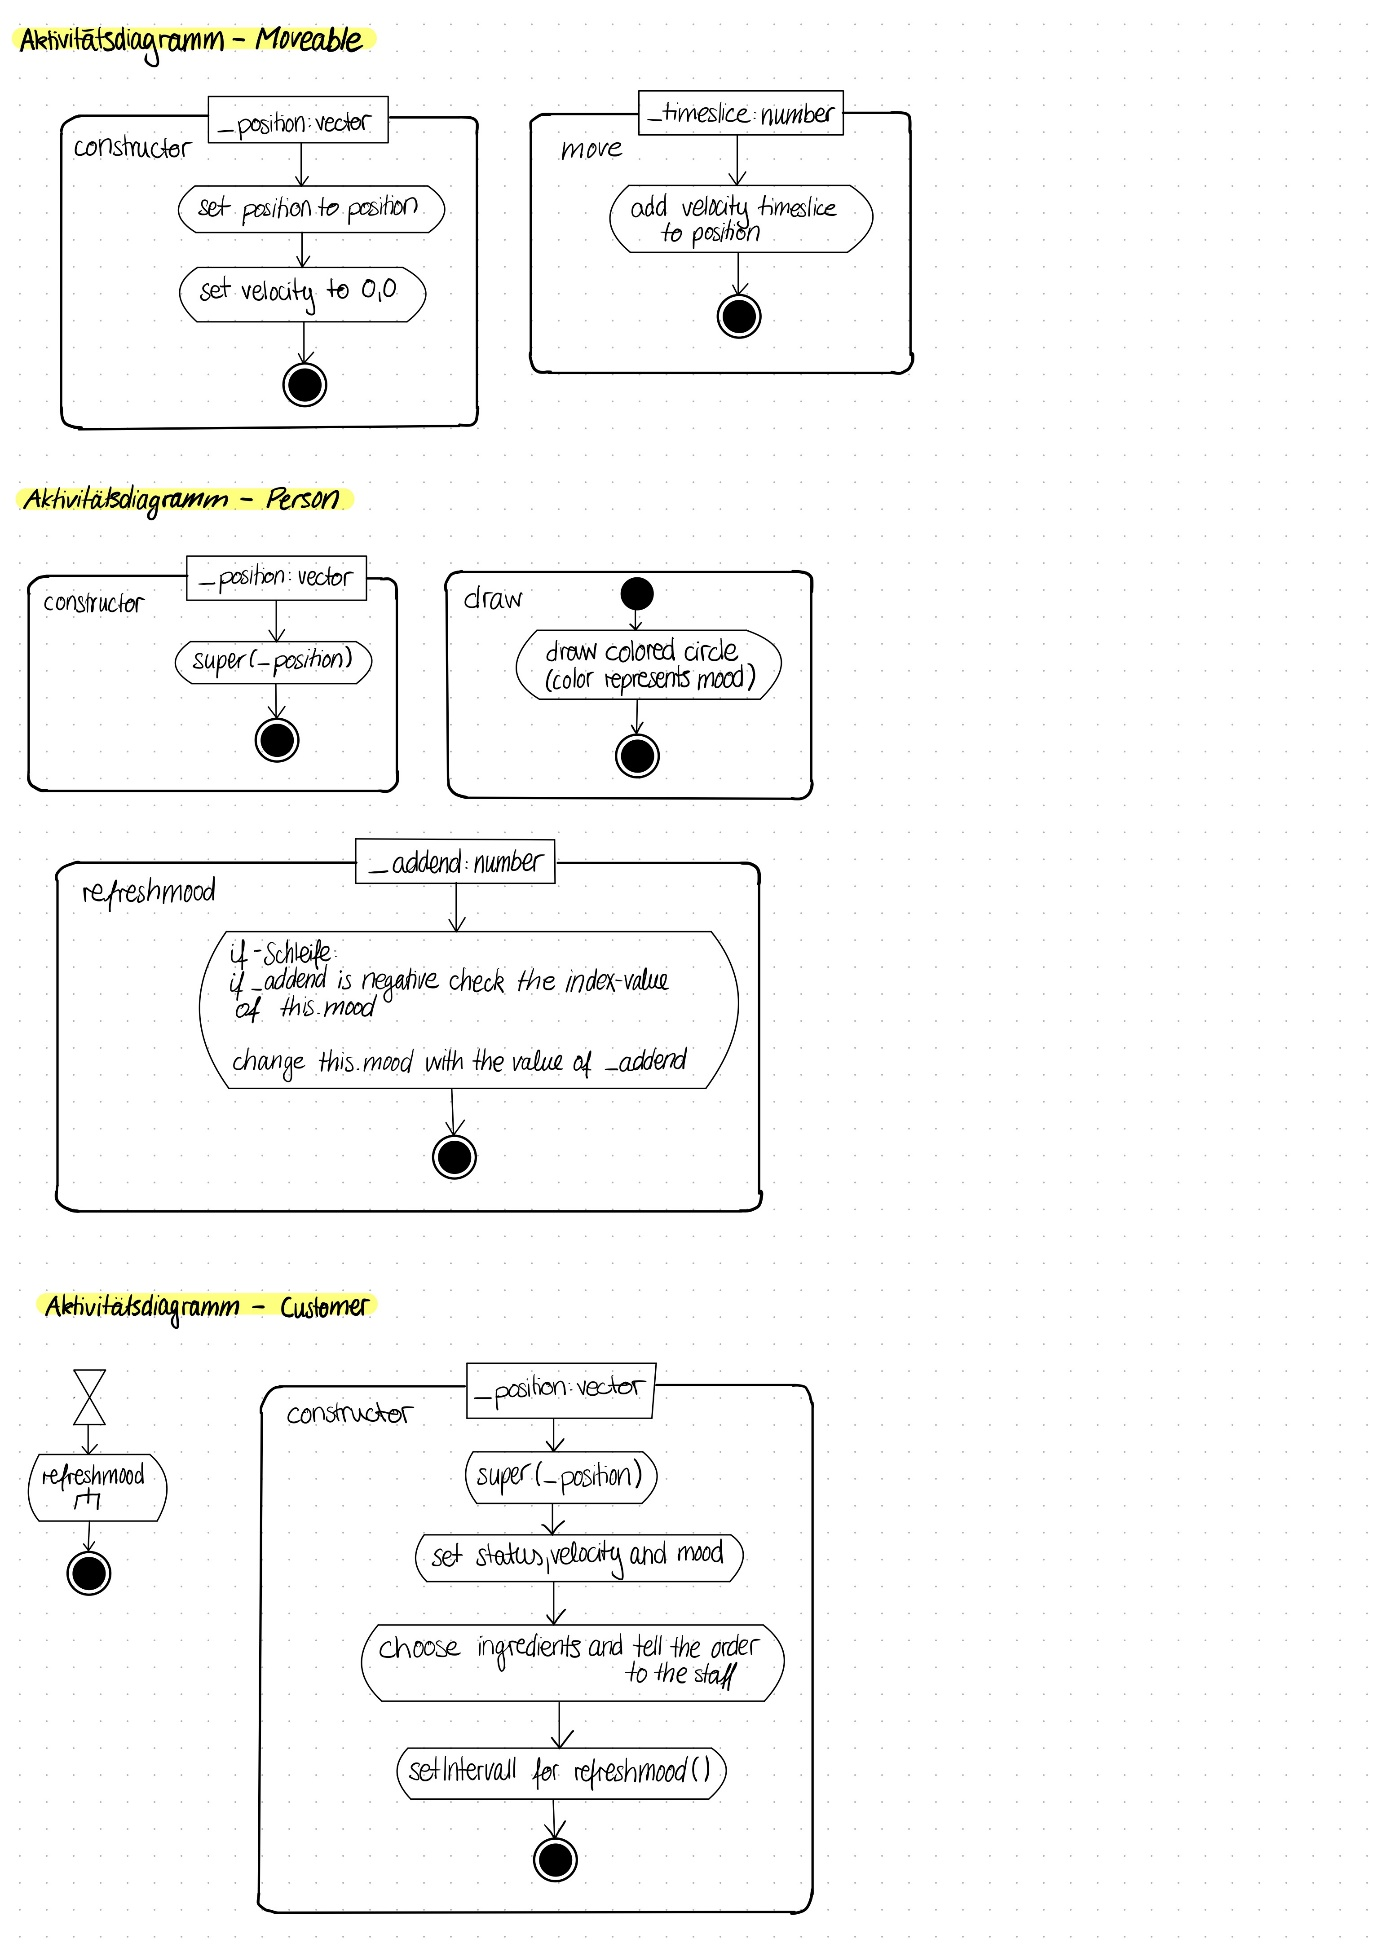 Aktivitätsdiagramm - Moveable
_position: vector
constructor
set position to position
set velocity to 0,0
_timeslice: number
move
add velocity timeslice
to position
Aktivitätsdiagramm - Person
_position: vector
constructor
super(_position)
draw
draw colored circle
(color represents mood)
_addend: number
refreshmood
if-Schleife:
if _addend is negative check the index-value
of this.mood
change this.mood with the value of _addend
Aktivitätsdiagramm - Customer
refreshmood
_position: vector
constructor
super(_position)
set status, velocity and mood
choose ingredients and tell the order
to the staff
setIntervall for refreshmood()